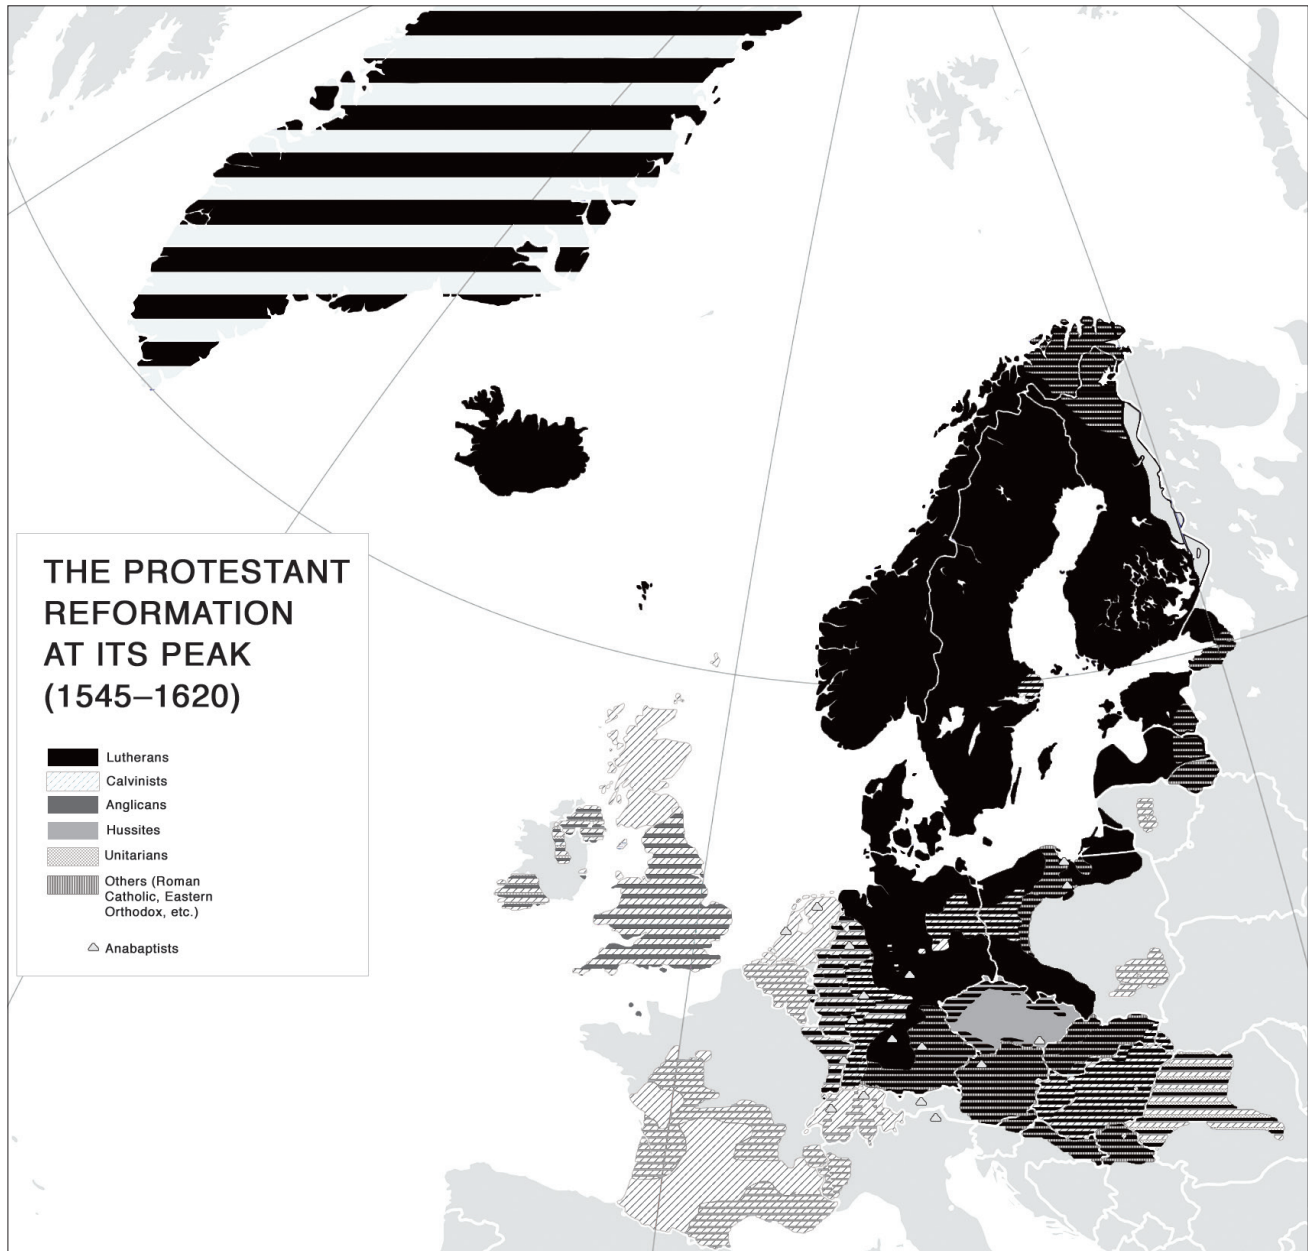 THE PROTESTANT
REFORMATION
AT ITS PEAK
(1545–1620)
Lutherans
Calvinists
Anglicans
Hussites
Unitarians
Others (Roman
Catholic, Eastern
Orthodox, etc.)
Anabaptists